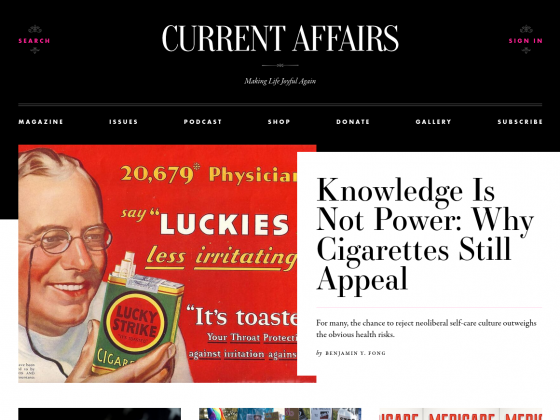 SEARCH
CURRENT AFFAIRS
SIGN IN
Making Life Joyful Again
MAGAZINE
ISSUES
PODCAST
SHOP
DONATE
GALLERY
SUBSCRIBE
20,679* Physician
say "LUCKIES
less irritating
"It's toaste
Your Throat Protecti
against irritation agains
LUCKY
STRIKE
CIGARE
Knowledge Is
Not Power: Why
Cigarettes Still
Appeal
For many, the chance to reject neoliberal self-care culture outweighs
the obvious health risks.
by BENJAMIN Y. FONG
ICARE MEDICARE MEDIC